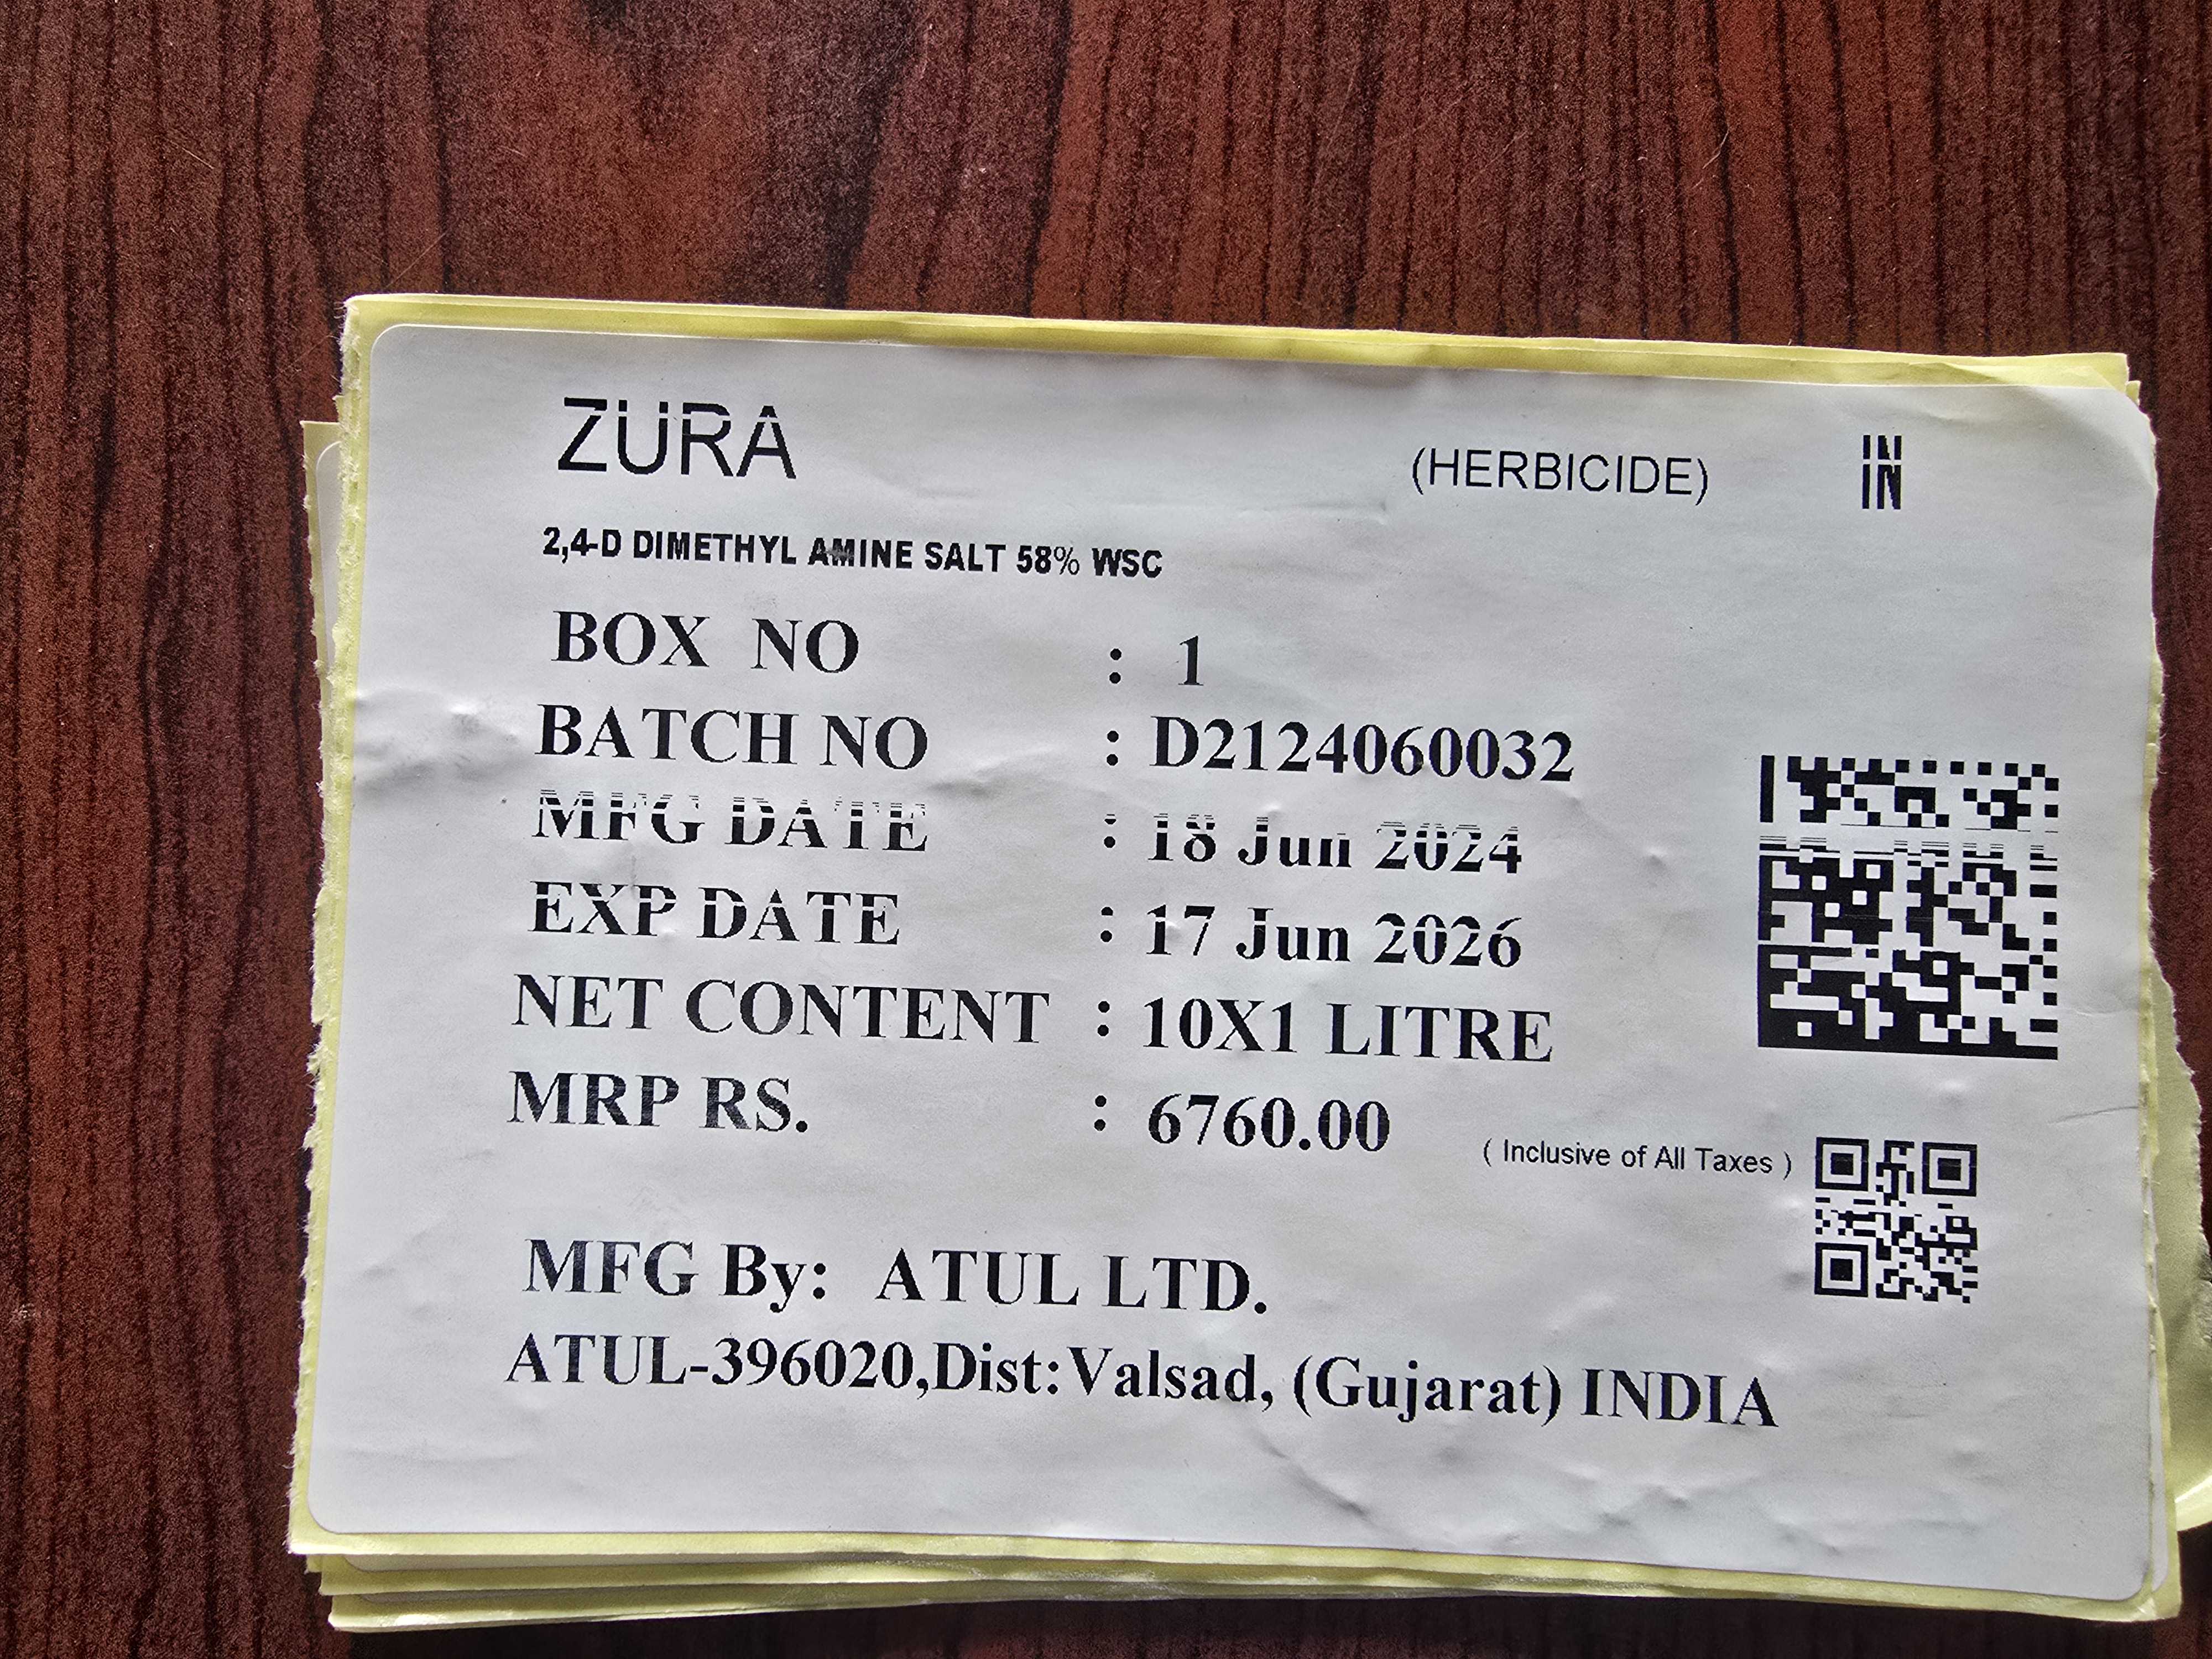 ZURA (HERBICIDE) IN
2,4-D DIMETHYL AMINE SALT 58% WSC
BOX NO : 1
BATCH NO : D2124060032
MFG DATE : 18 Jun 2024
EXP DATE : 17 Jun 2026
NET CONTENT : 10X1 LITRE
MRP RS. : 6760.00 ( Inclusive of All Taxes )
MFG By: ATUL LTD.
ATUL-396020,Dist:Valsad, (Gujarat) INDIA